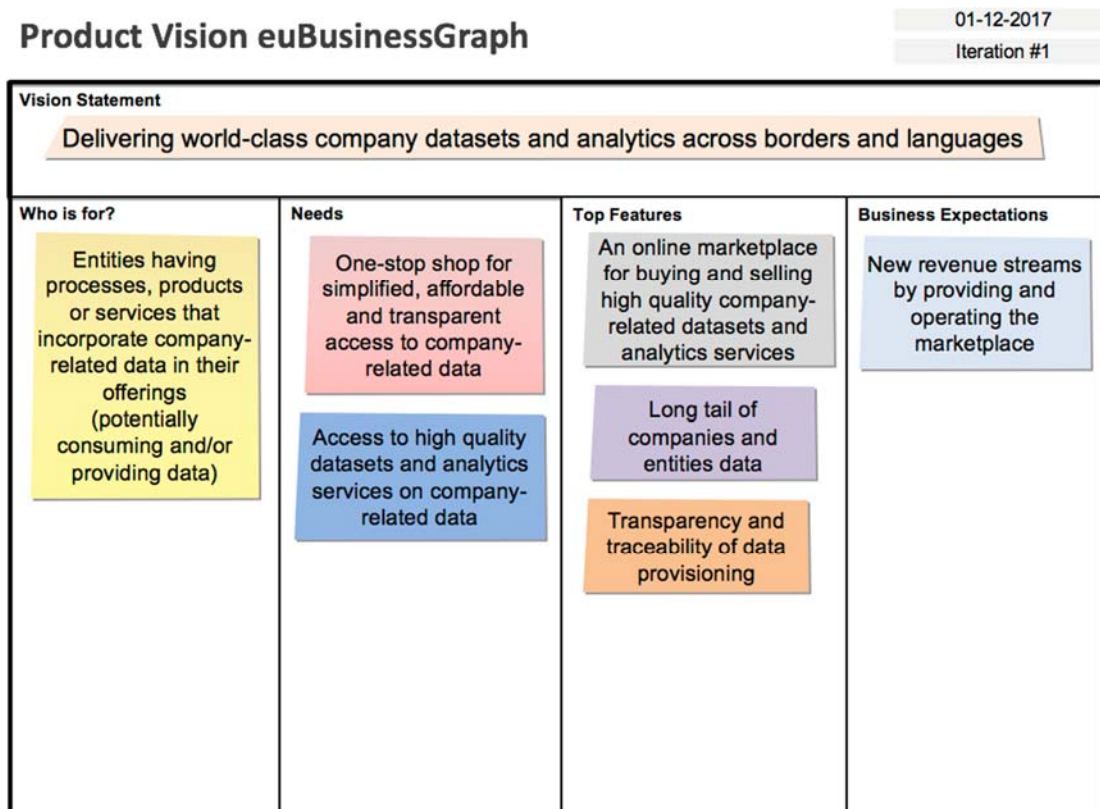 Product Vision euBusinessGraph
01-12-2017
Iteration #1
Vision Statement
Delivering world-class company datasets and analytics across borders and languages
Who is for?
Entities having
processes, products
or services that
incorporate company-
related data in their
offerings
(potentially
consuming and/or
providing data)
Needs
One-stop shop for
simplified, affordable
and transparent
access to company-
related data
Access to high quality
datasets and analytics
services on company-
related data
Top Features
An online marketplace
for buying and selling
high quality company-
related datasets and
analytics services
Long tail of
companies and
entities data
Transparency and
traceability of data
provisioning
Business Expectations
New revenue streams
by providing and
operating the
marketplace